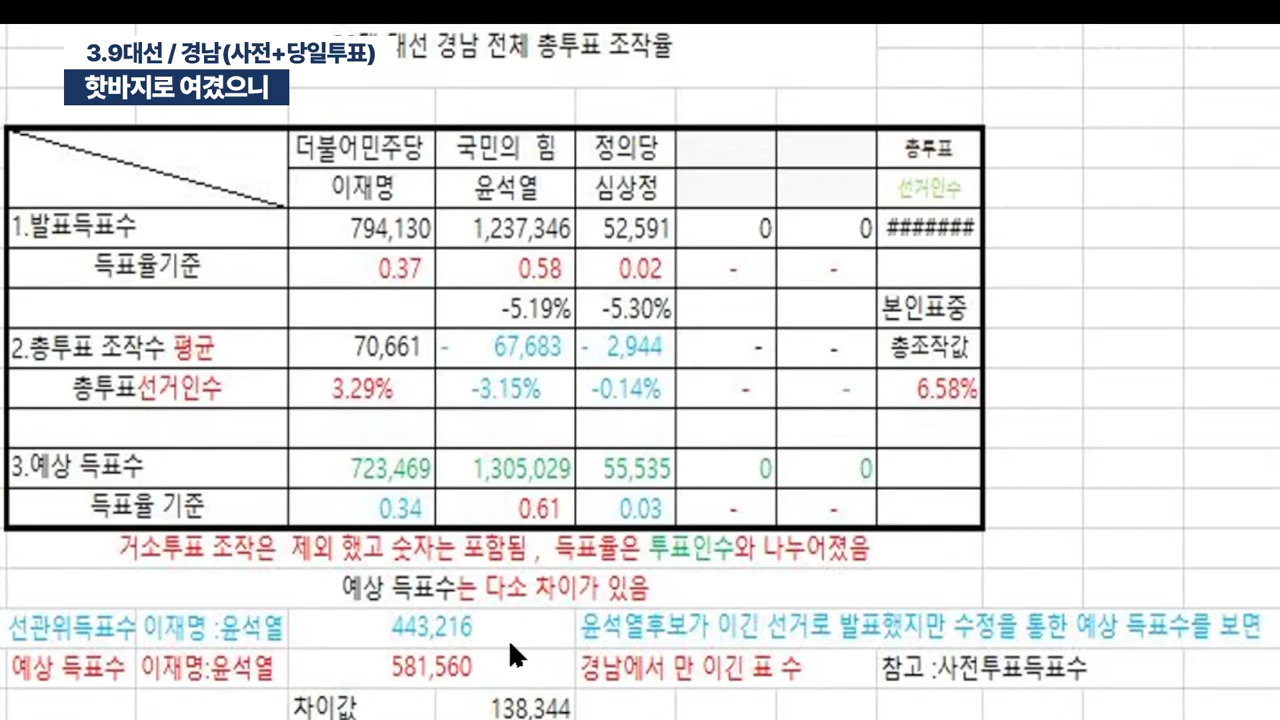 3.9대선 / 경남(사전+당일투표)
핫바지로 여겼으니
대선 경남 전체 총투표 조작율
더불어민주당 국민의 힘 정의당 총투표
이재명 윤석열 심상정 선거인수
1.발표득표수 794,130 1,237,346 52,591 0 0 #######
득표율기준 0.37 0.58 0.02 - -
-5.19% -5.30% 본인표중
2.총투표 조작수 평균 70,661 - 67,683 - 2,944 - - 총조작값
총투표선거인수 3.29% -3.15% -0.14% - - 6.58%
3.예상 득표수 723,469 1,305,029 55,535 0 0
득표율 기준 0.34 0.61 0.03 - -
거소투표 조작은 제외 했고 숫자는 포함됨 , 득표율은 투표인수와 나누어졌음
예상 득표수는 다소 차이가 있음
선관위득표수 이재명 :윤석열 443,216 윤석열후보가 이긴 선거로 발표했지만 수정을 통한 예상 득표수를 보면
예상 득표수 이재명:윤석열 581,560 경남에서 만 이긴 표 수 참고 :사전투표득표수
차이값 138,344